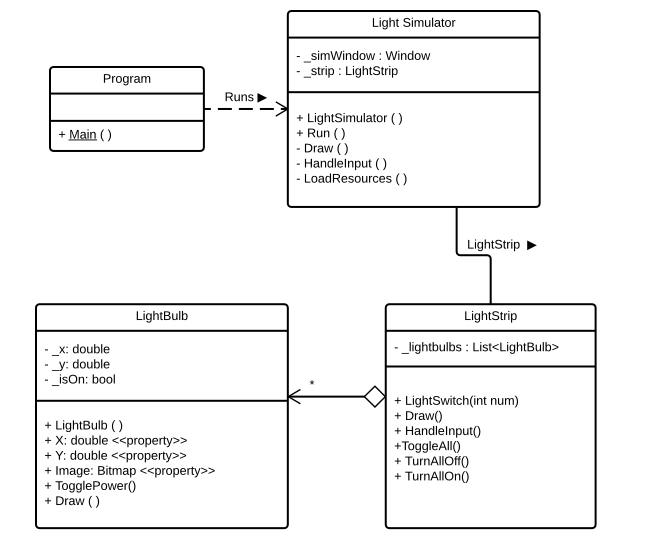 Light Simulator
- _simWindow : Window
- _strip : LightStrip
+ LightSimulator ( )
+ Run ( )
- Draw ( )
- HandleInput ( )
- LoadResources ( )
Program
+ Main ( )
Runs ▶
LightStrip ▶
LightBulb
- _x: double
- _y: double
- _isOn: bool
+ LightBulb ( )
+ X: double <<property>>
+ Y: double <<property>>
+ Image: Bitmap <<property>>
+ TogglePower()
+ Draw ( )
*
LightStrip
- _lightbulbs : List<LightBulb>
+ LightSwitch(int num)
+ Draw()
+ HandleInput()
+ToggleAll()
+ TurnAllOff()
+ TurnAllOn()